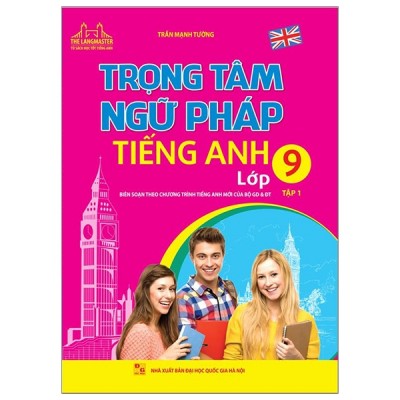 THE LANGMASTER
TỦ SÁCH HỌC TỐT TIẾNG ANH
TRẦN MẠNH TƯỜNG
TRỌNG TÂM
NGỮ PHÁP
TIẾNG ANH
Lớp 9
TẬP 1
BIÊN SOẠN THEO CHƯƠNG TRÌNH TIẾNG ANH MỚI CỦA BỘ GD & ĐT
NHÀ XUẤT BẢN ĐẠI HỌC QUỐC GIA HÀ NỘI